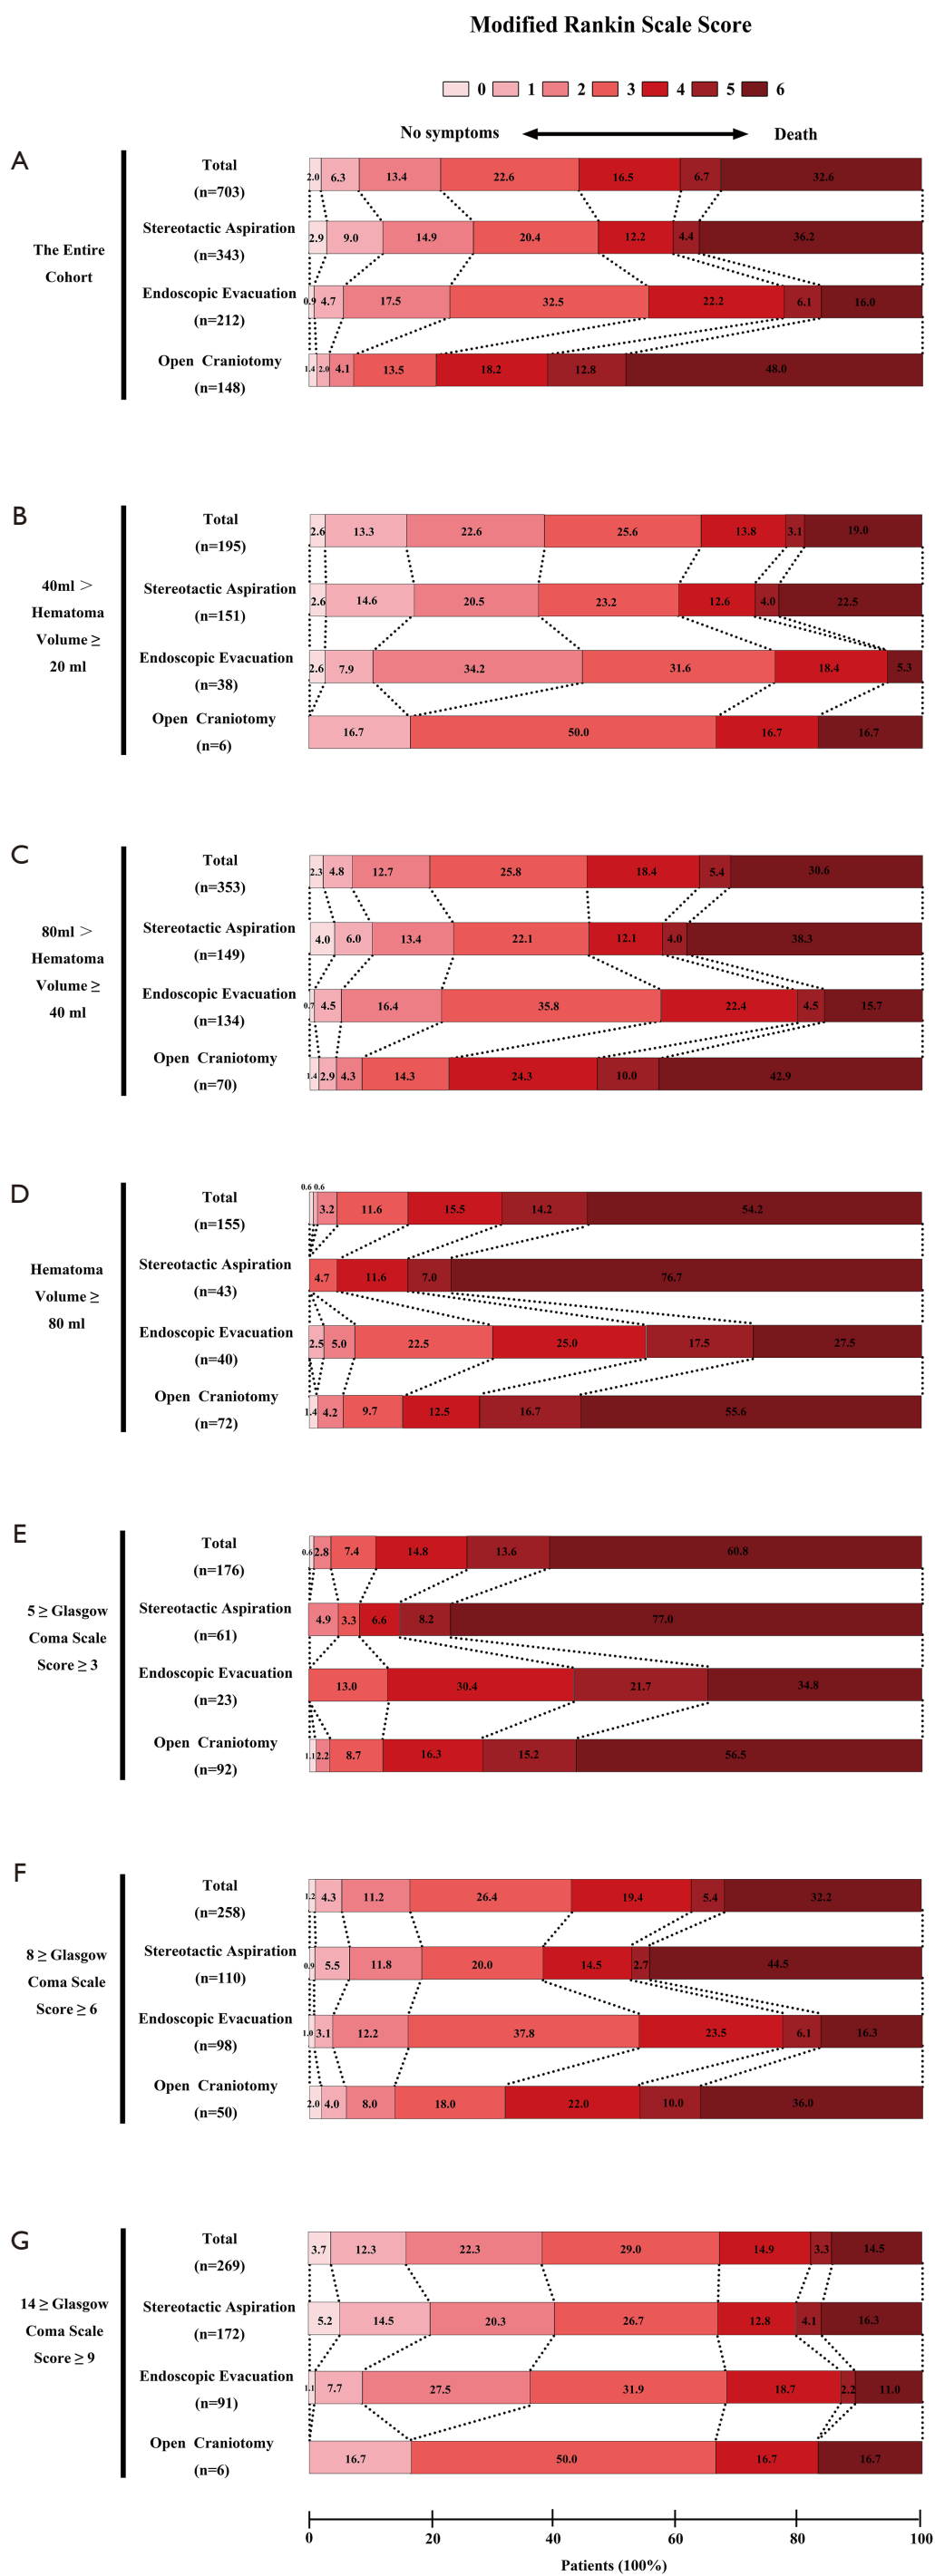 Modified Rankin Scale Score
0 1 2 3 4 5 6
No symptoms Death
A
The Entire
Cohort
Total
(n=703)
2.0 6.3 13.4 22.6 16.5 6.7 32.6
Stereotactic Aspiration
(n=343)
2.9 9.0 14.9 20.4 12.2 4.4 36.2
Endoscopic Evacuation
(n=212)
0.9 4.7 17.5 32.5 22.2 6.1 16.0
Open Craniotomy
(n=148)
1.4 2.0 4.1 13.5 18.2 12.8 48.0
B
40ml >
Hematoma
Volume ≥
20 ml
Total
(n=195)
2.6 13.3 22.6 25.6 13.8 3.1 19.0
Stereotactic Aspiration
(n=151)
2.6 14.6 20.5 23.2 12.6 4.0 22.5
Endoscopic Evacuation
(n=38)
2.6 7.9 34.2 31.6 18.4 5.3
Open Craniotomy
(n=6)
16.7 50.0 16.7 16.7
C
80ml >
Hematoma
Volume ≥
40 ml
Total
(n=353)
2.3 4.8 12.7 25.8 18.4 5.4 30.6
Stereotactic Aspiration
(n=149)
4.0 6.0 13.4 22.1 12.1 4.0 38.3
Endoscopic Evacuation
(n=134)
0.7 4.5 16.4 35.8 22.4 4.5 15.7
Open Craniotomy
(n=70)
1.4 2.9 4.3 14.3 24.3 10.0 42.9
D
Hematoma
Volume ≥
80 ml
Total
(n=155)
0.6 0.6 3.2 11.6 15.5 14.2 54.2
Stereotactic Aspiration
(n=43)
4.7 11.6 7.0 76.7
Endoscopic Evacuation
(n=40)
2.5 5.0 22.5 25.0 17.5 27.5
Open Craniotomy
(n=72)
1.4 4.2 9.7 12.5 16.7 55.6
E
5 ≥ Glasgow
Coma Scale
Score ≥ 3
Total
(n=176)
0.6 2.8 7.4 14.8 13.6 60.8
Stereotactic Aspiration
(n=61)
4.9 3.3 6.6 8.2 77.0
Endoscopic Evacuation
(n=23)
13.0 30.4 21.7 34.8
Open Craniotomy
(n=92)
1.1 2.2 8.7 16.3 15.2 56.5
F
8 ≥ Glasgow
Coma Scale
Score ≥ 6
Total
(n=258)
1.2 4.3 11.2 26.4 19.4 5.4 32.2
Stereotactic Aspiration
(n=110)
0.9 5.5 11.8 20.0 14.5 2.7 44.5
Endoscopic Evacuation
(n=98)
1.0 3.1 12.2 37.8 23.5 6.1 16.3
Open Craniotomy
(n=50)
2.0 4.0 8.0 18.0 22.0 10.0 36.0
G
14 ≥ Glasgow
Coma Scale
Score ≥ 9
Total
(n=269)
3.7 12.3 22.3 29.0 14.9 3.3 14.5
Stereotactic Aspiration
(n=172)
5.2 14.5 20.3 26.7 12.8 4.1 16.3
Endoscopic Evacuation
(n=91)
1.1 7.7 27.5 31.9 18.7 2.2 11.0
Open Craniotomy
(n=6)
16.7 50.0 16.7 16.7
0 20 40 60 80 100
Patients (100%)